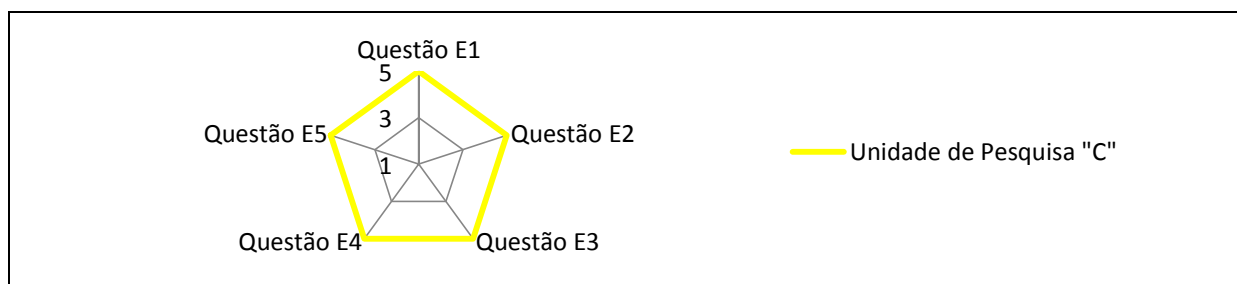 Questão E1
5
3
1
Questão E5
Questão E2
Questão E4
Questão E3
Unidade de Pesquisa "C"